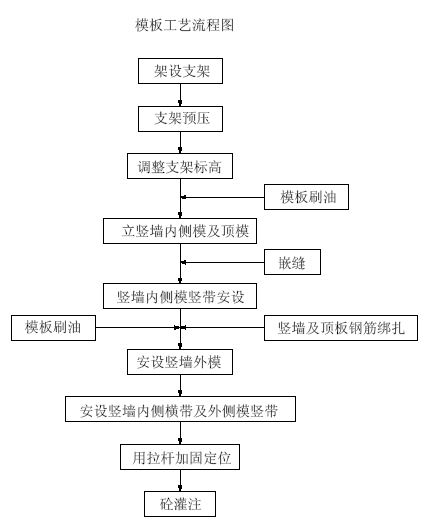 模板工艺流程图
架设支架
支架预压
调整支架标高
模板刷油
立竖墙内侧模及顶模
嵌缝
竖墙内侧模竖带安设
模板刷油
竖墙及顶板钢筋绑扎
安设竖墙外模
安设竖墙内侧横带及外侧模竖带
用拉杆加固定位
砼灌注